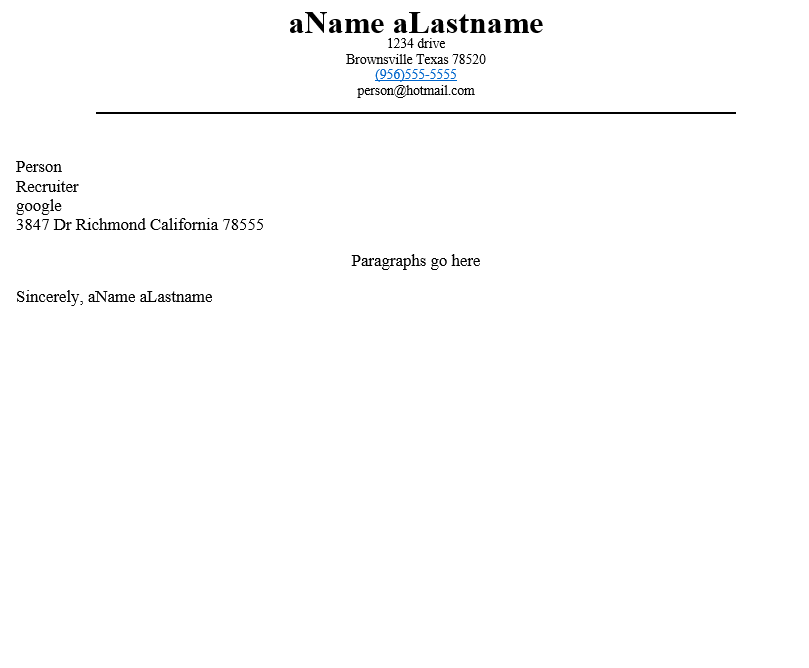 aName aLastname
1234 drive
Brownsville Texas 78520
(956)555-5555
person@hotmail.com
Person
Recruiter
google
3847 Dr Richmond California 78555
Paragraphs go here
Sincerely, aName aLastname